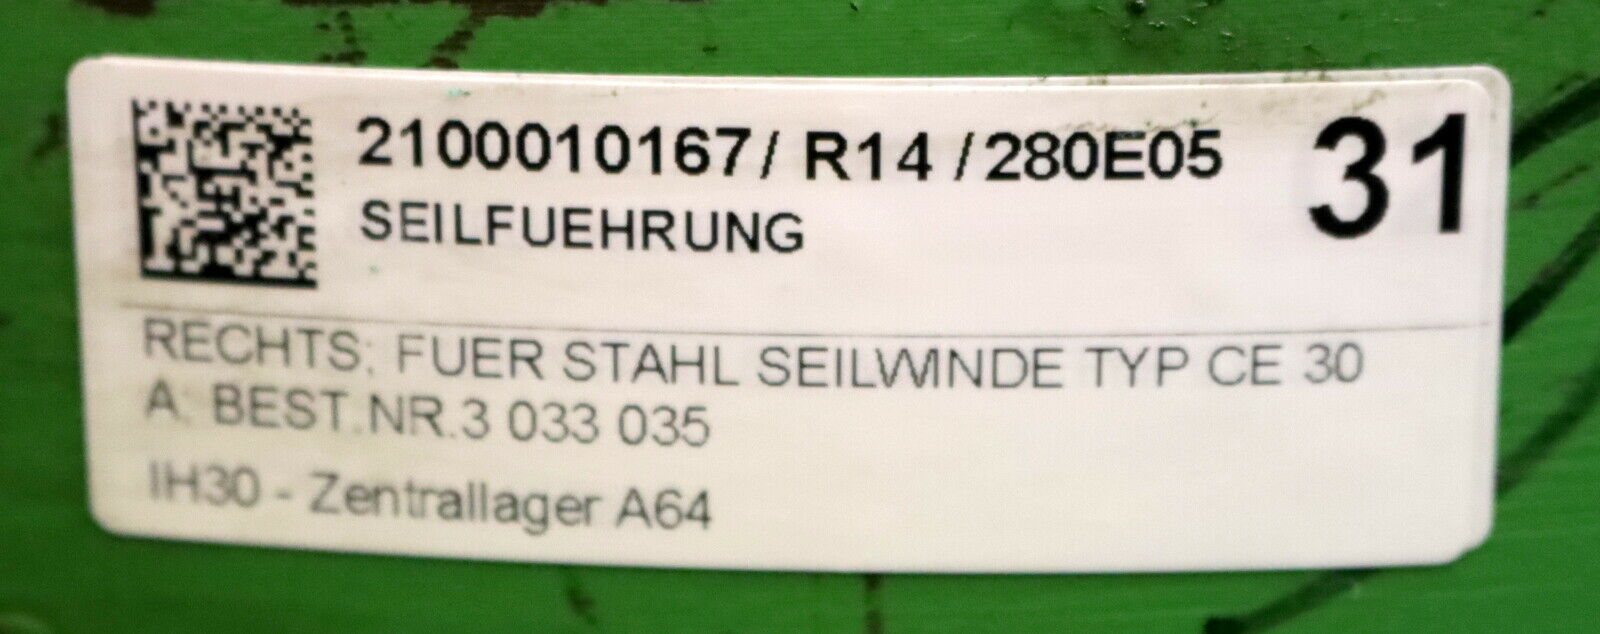 2100010167/ R14 /280E05
31
SEILFUEHRUNG
RECHTS; FUER STAHL SEILWINDE TYP CE 30
A. BEST.NR.3 033 035
IH30 - Zentrallager A64